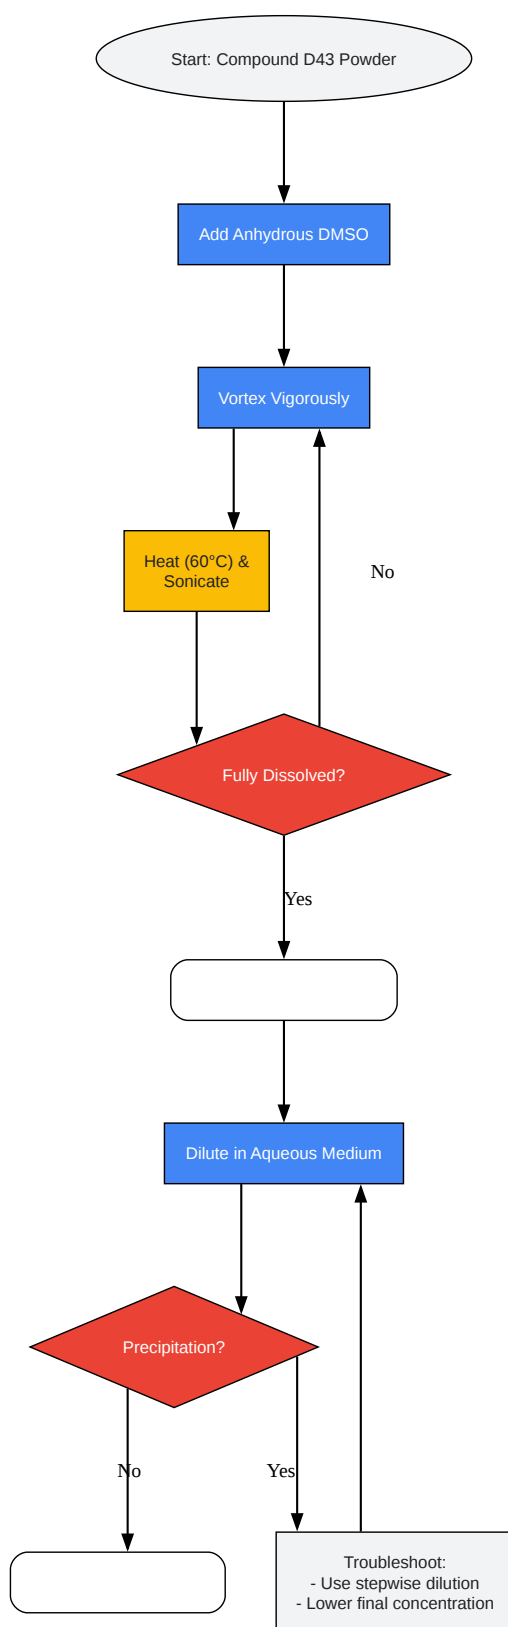 Start: Compound D43 Powder
Add Anhydrous DMSO
Vortex Vigorously
Heat (60°C) &
Sonicate
No
Fully Dissolved?
Yes
Dilute in Aqueous Medium
Precipitation?
No
Yes
Troubleshoot:
- Use stepwise dilution
- Lower final concentration